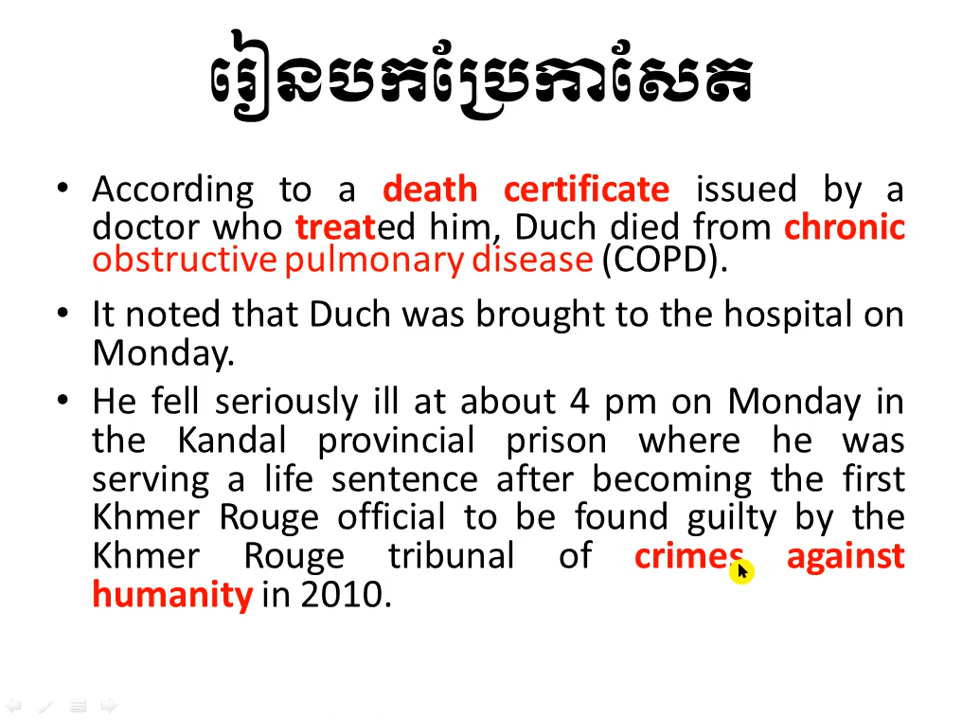 រៀនបកប្រែកាសែត
• According to a death certificate issued by a
doctor who treated him, Duch died from chronic
obstructive pulmonary disease (COPD).
• It noted that Duch was brought to the hospital on
Monday.
• He fell seriously ill at about 4 pm on Monday in
the Kandal provincial prison where he was
serving a life sentence after becoming the first
Khmer Rouge official to be found guilty by the
Khmer Rouge tribunal of crimes against
humanity in 2010.